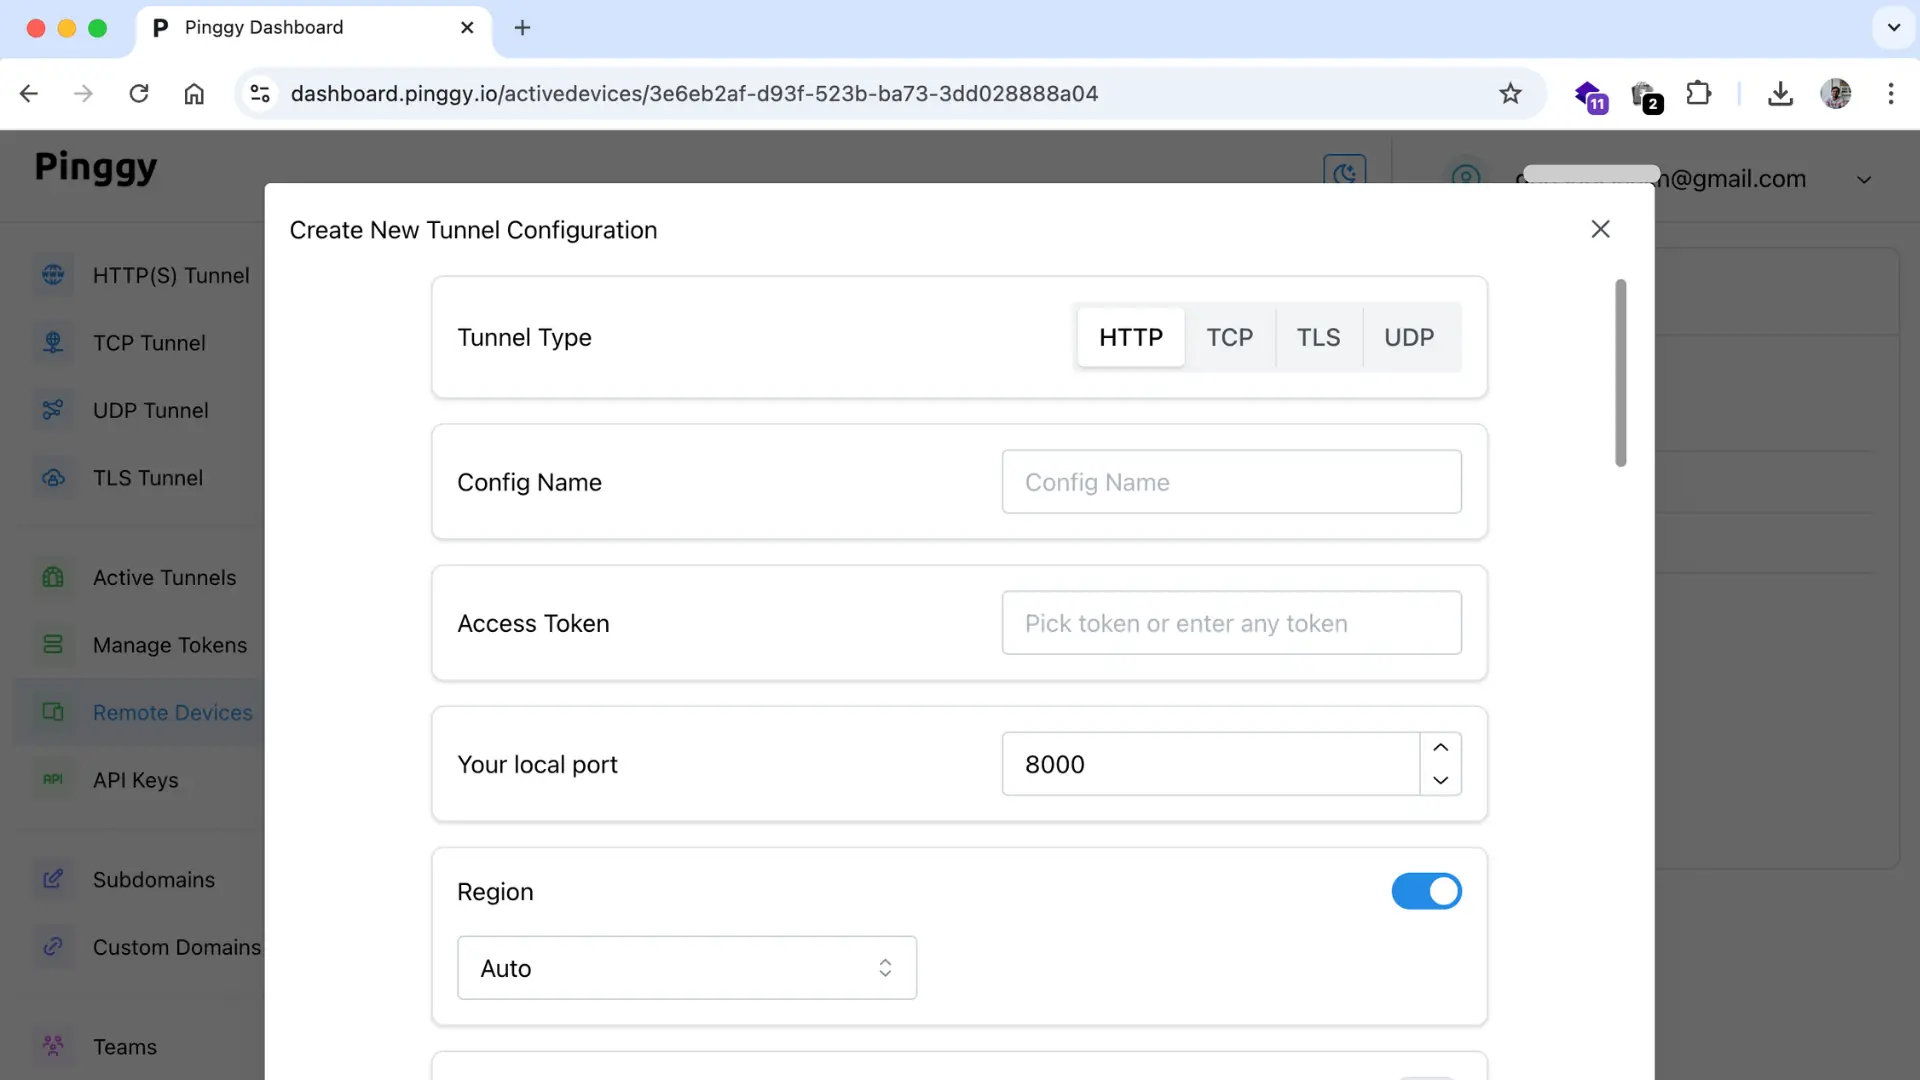 Pinggy Dashboard
dashboard.pinggy.io/activedevices/3e6eb2af-d93f-523b-ba73-3dd028888a04
11
2
Pinggy
n@gmail.com
Create New Tunnel Configuration
HTTP(S) Tunnel
TCP Tunnel
UDP Tunnel
TLS Tunnel
Active Tunnels
Manage Tokens
Remote Devices
API Keys
Subdomains
Custom Domains
Teams
Tunnel Type
HTTP TCP TLS UDP
Config Name
Config Name
Access Token
Pick token or enter any token
Your local port
8000
Region
Auto